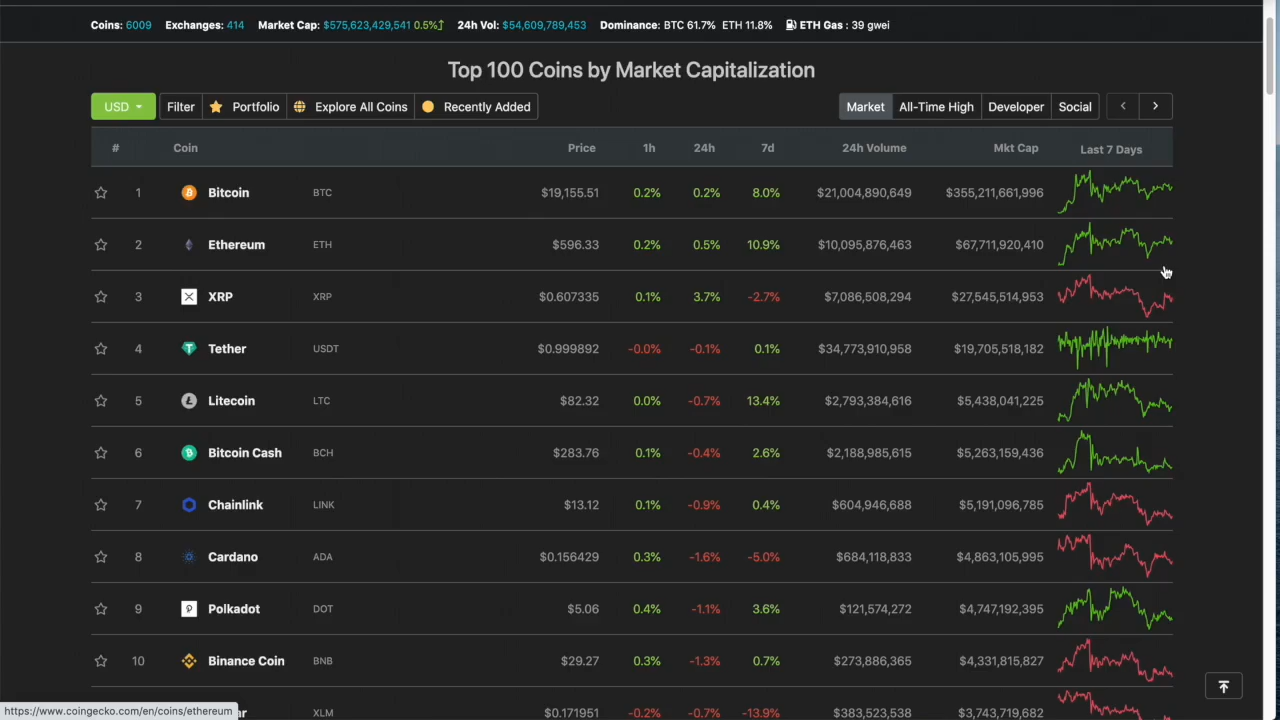 Coins: 6009 Exchanges: 414 Market Cap: $575,623,429,541 0.5% 24h Vol: $54,609,789,453 Dominance: BTC 61.7% ETH 11.8% ETH Gas : 39 gwei
Top 100 Coins by Market Capitalization
USD Filter Portfolio Explore All Coins Recently Added Market All-Time High Developer Social
# Coin Price 1h 24h 7d 24h Volume Mkt Cap Last 7 Days
1 Bitcoin BTC $19,155.51 0.2% 0.2% 8.0% $21,004,890,649 $355,211,661,996
2 Ethereum ETH $596.33 0.2% 0.5% 10.9% $10,095,876,463 $67,711,920,410
3 XRP XRP $0.607335 0.1% 3.7% -2.7% $7,086,508,294 $27,545,514,953
4 Tether USDT $0.999892 -0.0% -0.1% 0.1% $34,773,910,958 $19,705,518,182
5 Litecoin LTC $82.32 0.0% -0.7% 13.4% $2,793,384,616 $5,438,041,225
6 Bitcoin Cash BCH $283.76 0.1% -0.4% 2.6% $2,188,985,615 $5,263,159,436
7 Chainlink LINK $13.12 0.1% -0.9% 0.4% $604,946,688 $5,191,096,785
8 Cardano ADA $0.156429 0.3% -1.6% -5.0% $684,118,833 $4,863,105,995
9 Polkadot DOT $5.06 0.4% -1.1% 3.6% $121,574,272 $4,747,192,395
10 Binance Coin BNB $29.27 0.3% -1.3% 0.7% $273,886,365 $4,331,815,827
XLM $0.171951 -0.2% -0.7% -13.9% $383,523,538 $3,743,719,682
https://www.coingecko.com/en/coins/ethereum